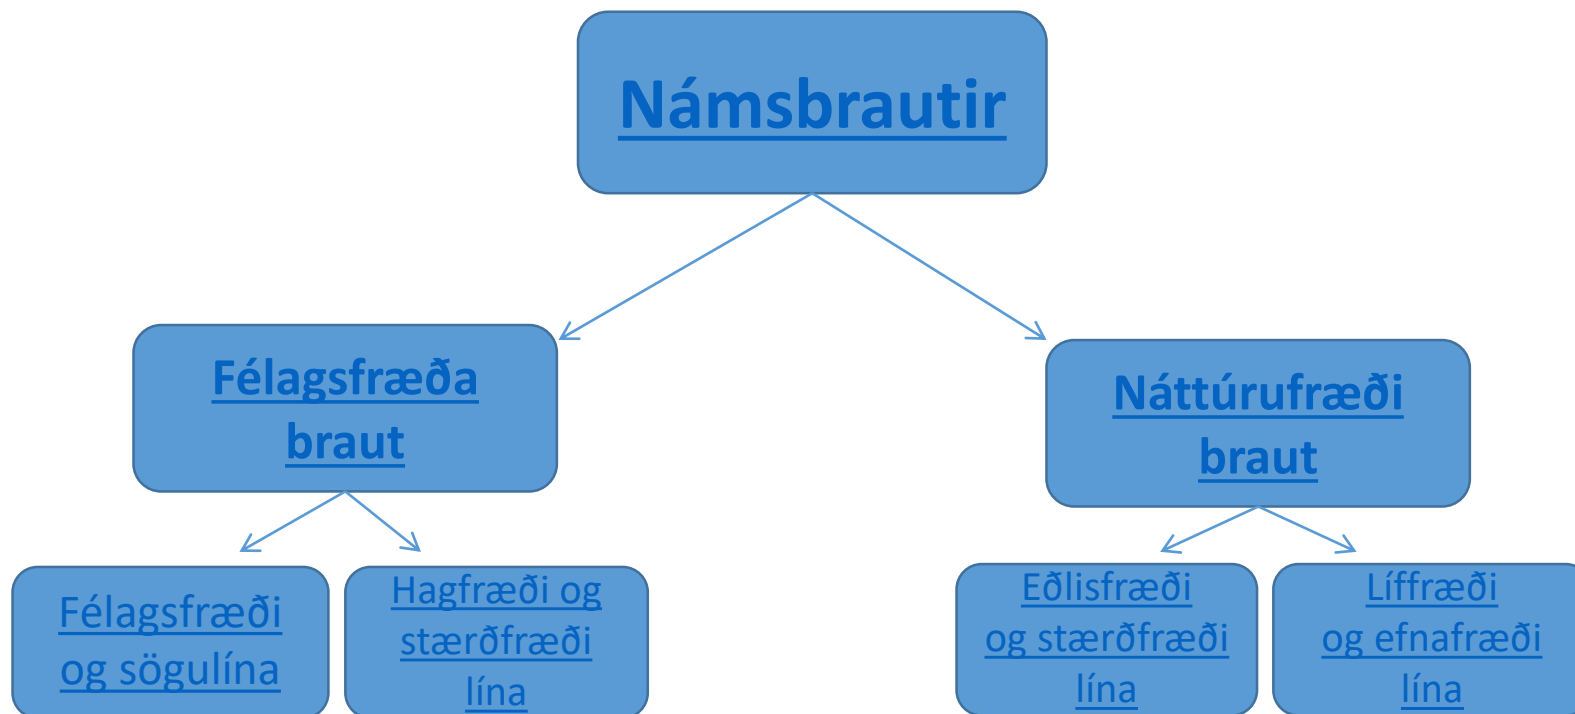 Námsbrautir
Félagsfræða
braut
Náttúrufræði
braut
Félagsfræði
og sögulína
Hagfræði og
stærðfræði
lína
Eðlisfræði
og stærðfræði
lína
Líffræði
og efnafræði
lína